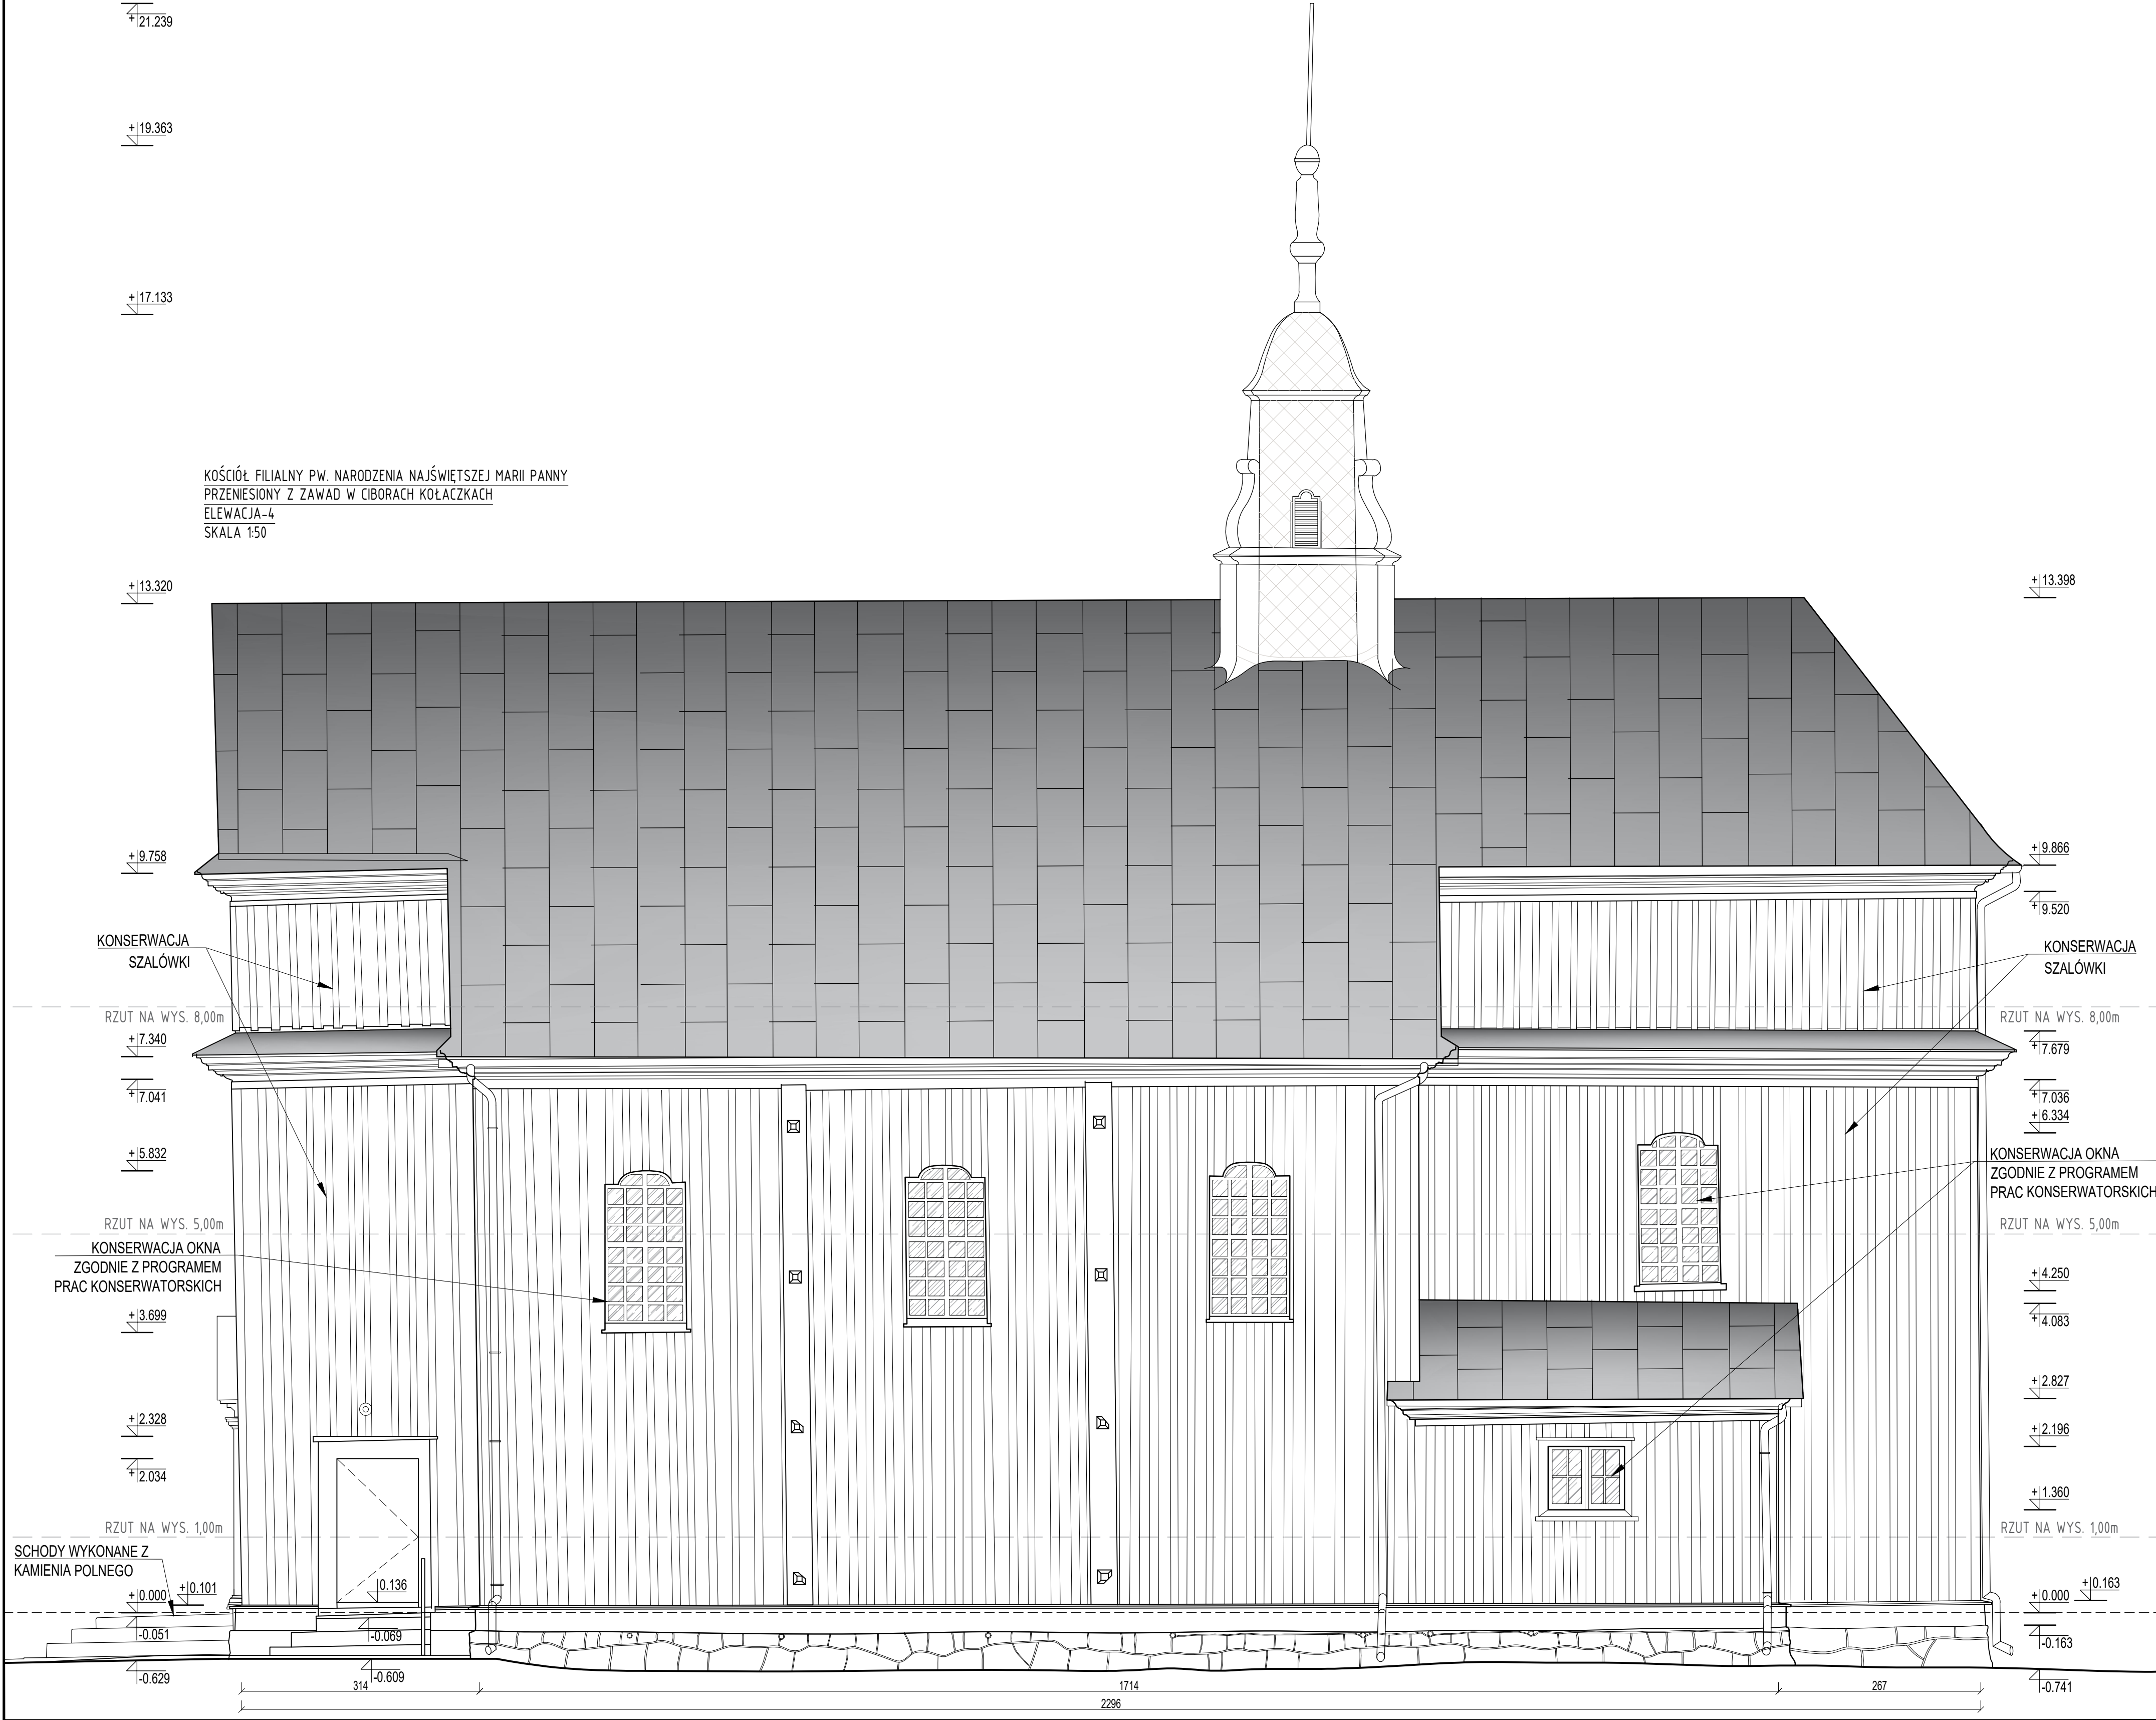 +21.239
+19.363
+17.133
KOŚCIÓŁ FILIALNY PW. NARODZENIA NAJŚWIĘTSZEJ MARII PANNY
PRZENIESIONY Z ZAWAD W CIBORACH KOŁACZKACH
ELEWACJA-4
SKALA 1:50
+13.320
+13.398
+9.758
+9.866
+9.520
KONSERWACJA
SZALÓWKI
KONSERWACJA
SZALÓWKI
RZUT NA WYS. 8,00m
RZUT NA WYS. 8,00m
+7.340
+7.679
+7.041
+7.036
+6.334
+5.832
KONSERWACJA OKNA
ZGODNIE Z PROGRAMEM
PRAC KONSERWATORSKICH
RZUT NA WYS. 5,00m
RZUT NA WYS. 5,00m
KONSERWACJA OKNA
ZGODNIE Z PROGRAMEM
PRAC KONSERWATORSKICH
+4.250
+3.699
+4.083
+2.827
+2.328
+2.196
+2.034
+1.360
RZUT NA WYS. 1,00m
RZUT NA WYS. 1,00m
SCHODY WYKONANE Z
KAMIENIA POLNEGO
+0.000
+0.101
0.136
+0.000
+0.163
-0.051
-0.069
-0.163
-0.629
-0.609
-0.741
314
1714
267
2296